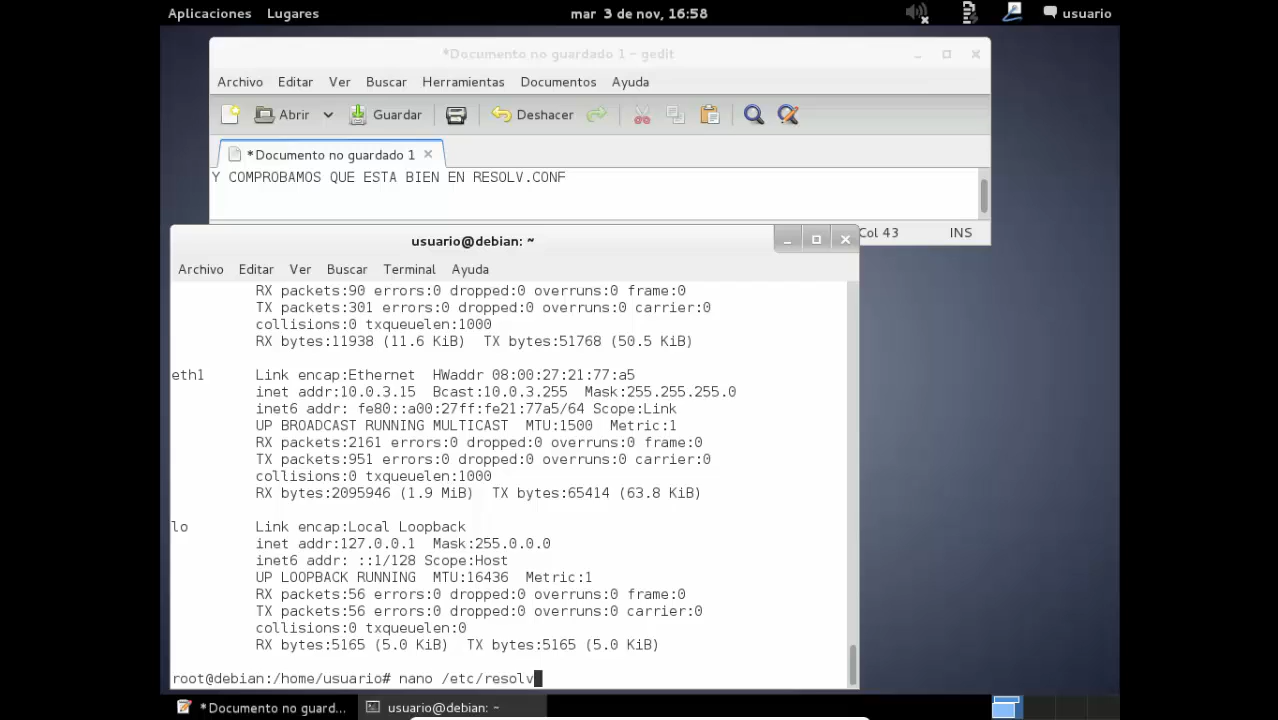 Aplicaciones Lugares mar 3 de nov, 16:58 usuario
*Documento no guardado 1 - gedit
Archivo Editar Ver Buscar Herramientas Documentos Ayuda
Abrir Guardar Deshacer
*Documento no guardado 1
Y COMPROBAMOS QUE ESTA BIEN EN RESOLV.CONF
Col 43 INS
usuario@debian: ~
Archivo Editar Ver Buscar Terminal Ayuda
RX packets:90 errors:0 dropped:0 overruns:0 frame:0
TX packets:301 errors:0 dropped:0 overruns:0 carrier:0
collisions:0 txqueuelen:1000
RX bytes:11938 (11.6 KiB) TX bytes:51768 (50.5 KiB)
eth1 Link encap:Ethernet HWaddr 08:00:27:21:77:a5
inet addr:10.0.3.15 Bcast:10.0.3.255 Mask:255.255.255.0
inet6 addr: fe80::a00:27ff:fe21:77a5/64 Scope:Link
UP BROADCAST RUNNING MULTICAST MTU:1500 Metric:1
RX packets:2161 errors:0 dropped:0 overruns:0 frame:0
TX packets:951 errors:0 dropped:0 overruns:0 carrier:0
collisions:0 txqueuelen:1000
RX bytes:2095946 (1.9 MiB) TX bytes:65414 (63.8 KiB)
lo Link encap:Local Loopback
inet addr:127.0.0.1 Mask:255.0.0.0
inet6 addr: ::1/128 Scope:Host
UP LOOPBACK RUNNING MTU:16436 Metric:1
RX packets:56 errors:0 dropped:0 overruns:0 frame:0
TX packets:56 errors:0 dropped:0 overruns:0 carrier:0
collisions:0 txqueuelen:0
RX bytes:5165 (5.0 KiB) TX bytes:5165 (5.0 KiB)
root@debian:/home/usuario# nano /etc/resolv
*Documento no guard... usuario@debian: ~